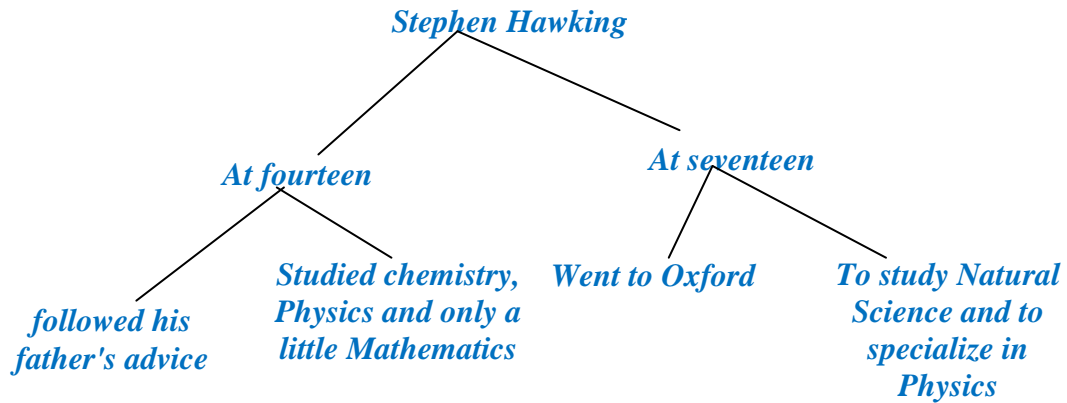 Stephen Hawking
At fourteen
At seventeen
followed his
father's advice
Studied chemistry,
Physics and only a
little Mathematics
Went to Oxford
To study Natural
Science and to
specialize in
Physics